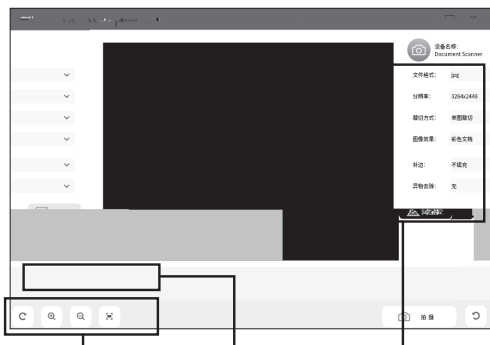 设备名称:
Document Scanner
文件格式: jpg
分辨率: 3264x2448
裁切方式: 单图裁切
图像效果: 彩色文档
补边: 不填充
异物去除: 无
拍摄